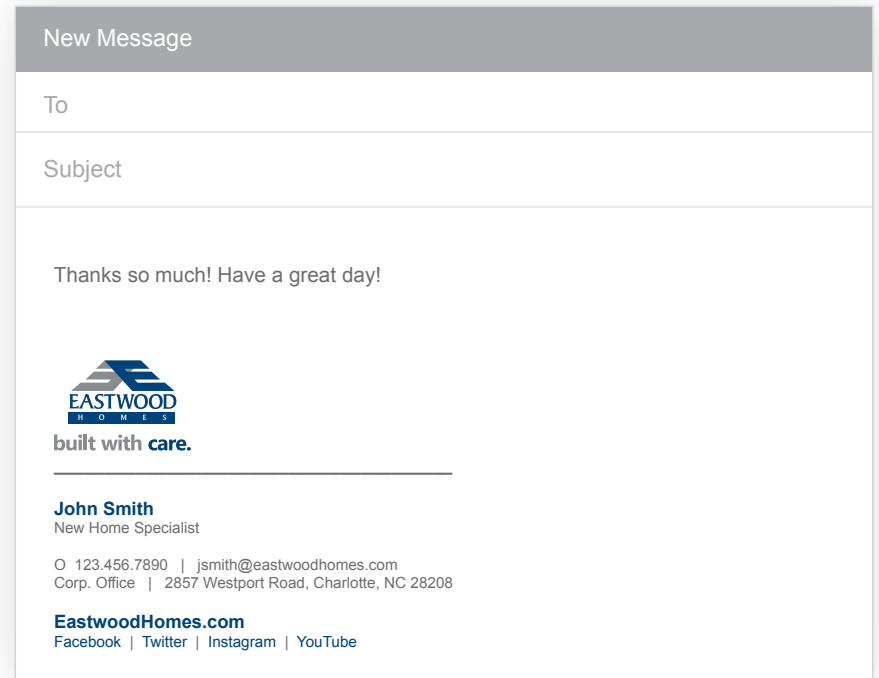 New Message
To
Subject
Thanks so much! Have a great day!
EASTWOOD
HOMES
built with care.
John Smith
New Home Specialist
O 123.456.7890 | jsmith@eastwoodhomes.com
Corp. Office | 2857 Westport Road, Charlotte, NC 28208
EastwoodHomes.com
Facebook | Twitter | Instagram | YouTube